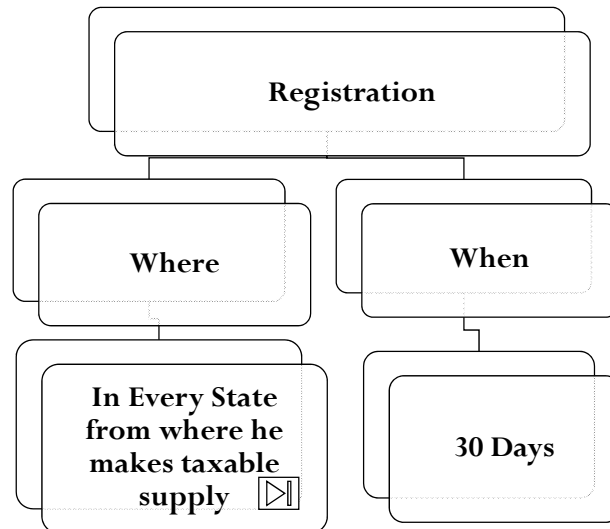 Registration
Where
When
In Every State
from where he
makes taxable
supply
30 Days